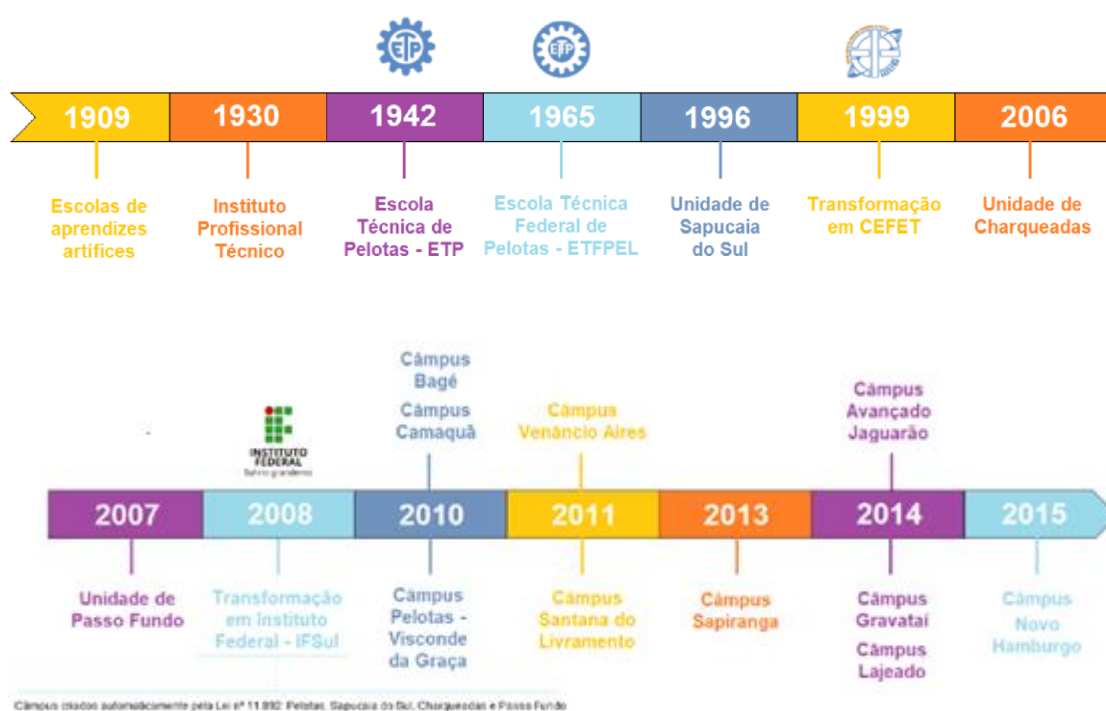 ETP
ETP
1909
1930
1942
1965
1996
1999
2006
Escolas de
aprendizes
artífices
Instituto
Profissional
Técnico
Escola
Técnica de
Pelotas - ETP
Escola Técnica
Federal de
Pelotas - ETFPEL
Unidade de
Sapucaia
do Sul
Transformação
em CEFET
Unidade de
Charqueadas
INSTITUTO
FEDERAL
Sul-rio-grandense
Câmpus
Bagé
Câmpus
Camaquã
Câmpus
Venâncio Aires
Câmpus
Avançado
Jaguarão
2007
2008
2010
2011
2013
2014
2015
Unidade de
Passo Fundo
Transformação
em Instituto
Federal - IFSul
Câmpus
Pelotas -
Visconde
da Graça
Câmpus
Santana do
Livramento
Câmpus
Sapiranga
Câmpus
Gravataí
Câmpus
Lajeado
Câmpus
Novo
Hamburgo
Câmpus criados automaticamente pela Lei nº 11.892: Pelotas, Sapucaia do Sul, Charqueadas e Passo Fundo